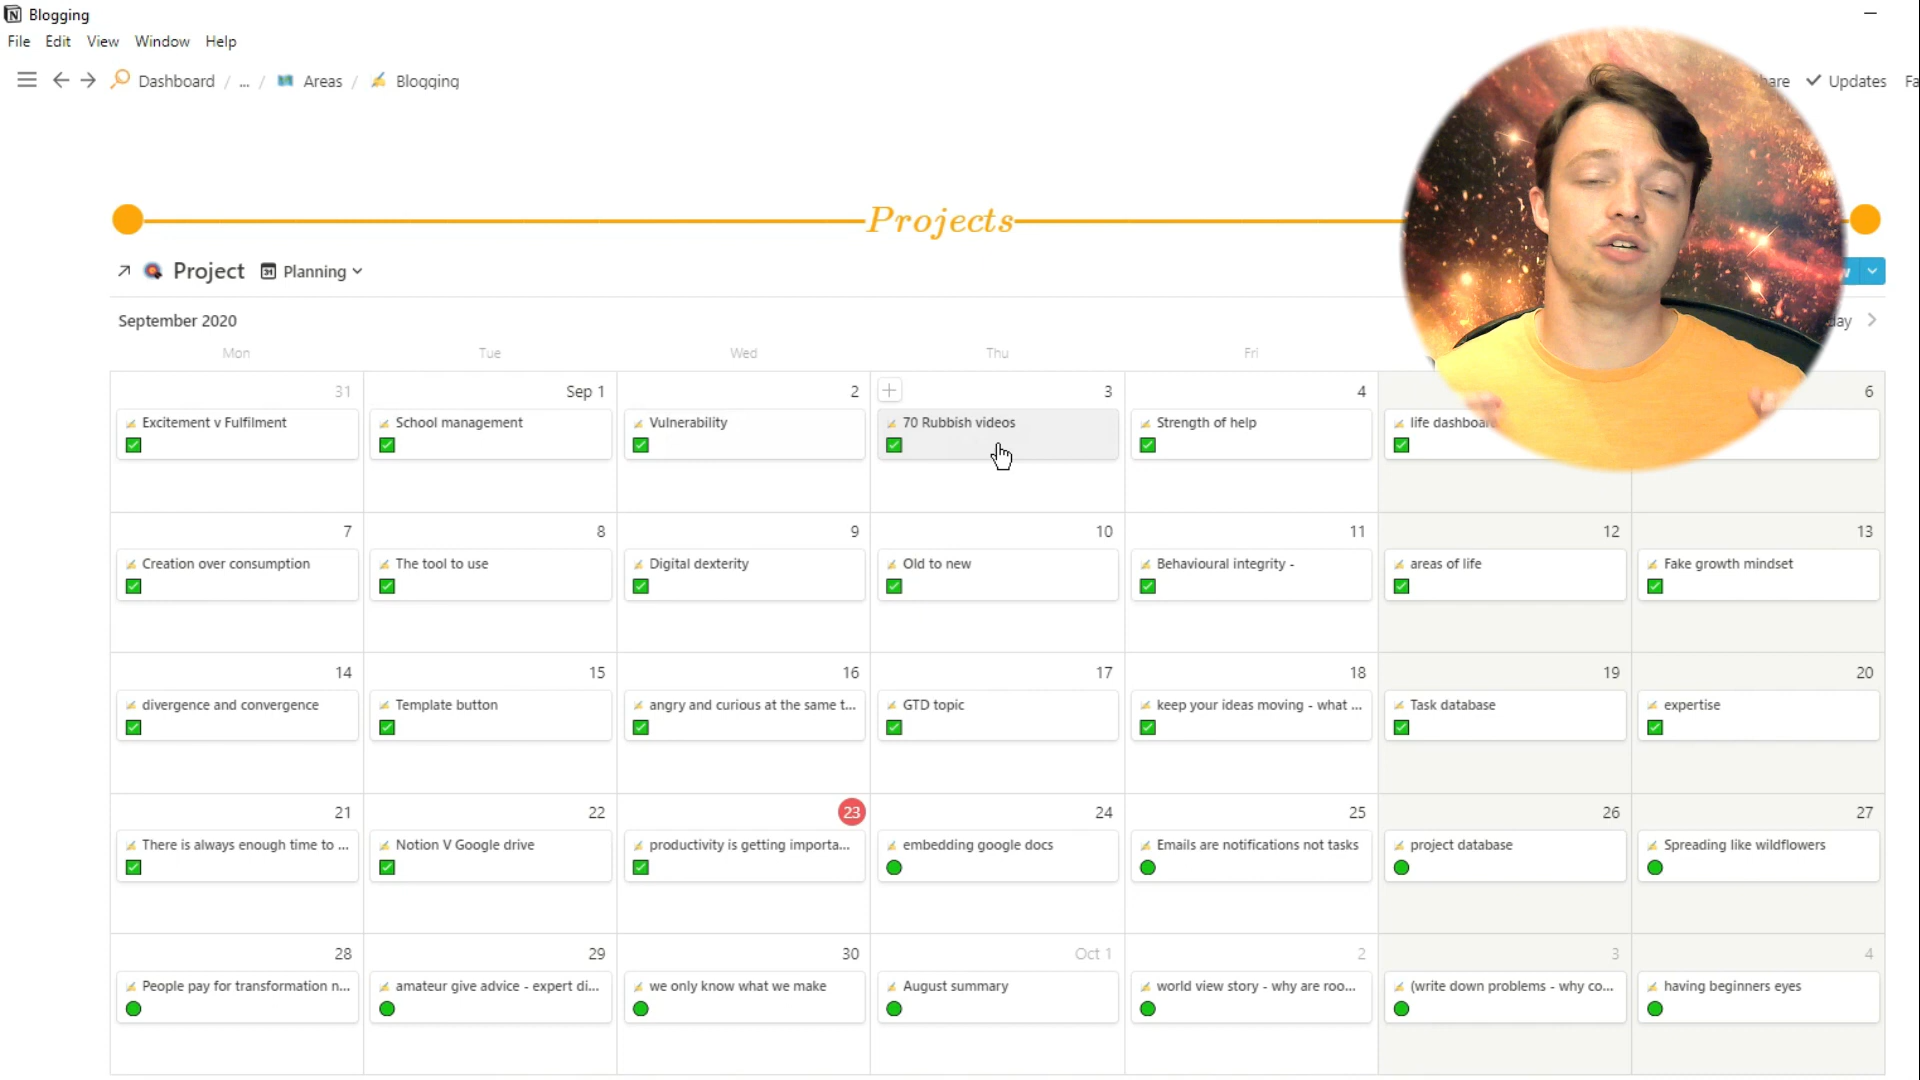 Blogging
File Edit View Window Help
Dashboard / ... / Areas / Blogging
Updates
Projects
Project Planning
September 2020
Mon Tue Wed Thu Fri
31 Sep 1 2 3 4 6
Excitement v Fulfilment School management Vulnerability 70 Rubbish videos Strength of help life
7 8 9 10 11 12 13
Creation over consumption The tool to use Digital dexterity Old to new Behavioural integrity - areas of life Fake growth mindset
14 15 16 17 18 19 20
divergence and convergence Template button angry and curious at the same t... GTD topic keep your ideas moving - what ... Task database expertise
21 22 23 24 25 26 27
There is always enough time to ... Notion V Google drive productivity is getting importa... embedding google docs Emails are notifications not tasks project database Spreading like wildflowers
28 29 30 Oct 1 2 3 4
People pay for transformation n... amateur give advice - expert di... we only know what we make August summary world view story - why are roo... (write down problems - why co... having beginners eyes